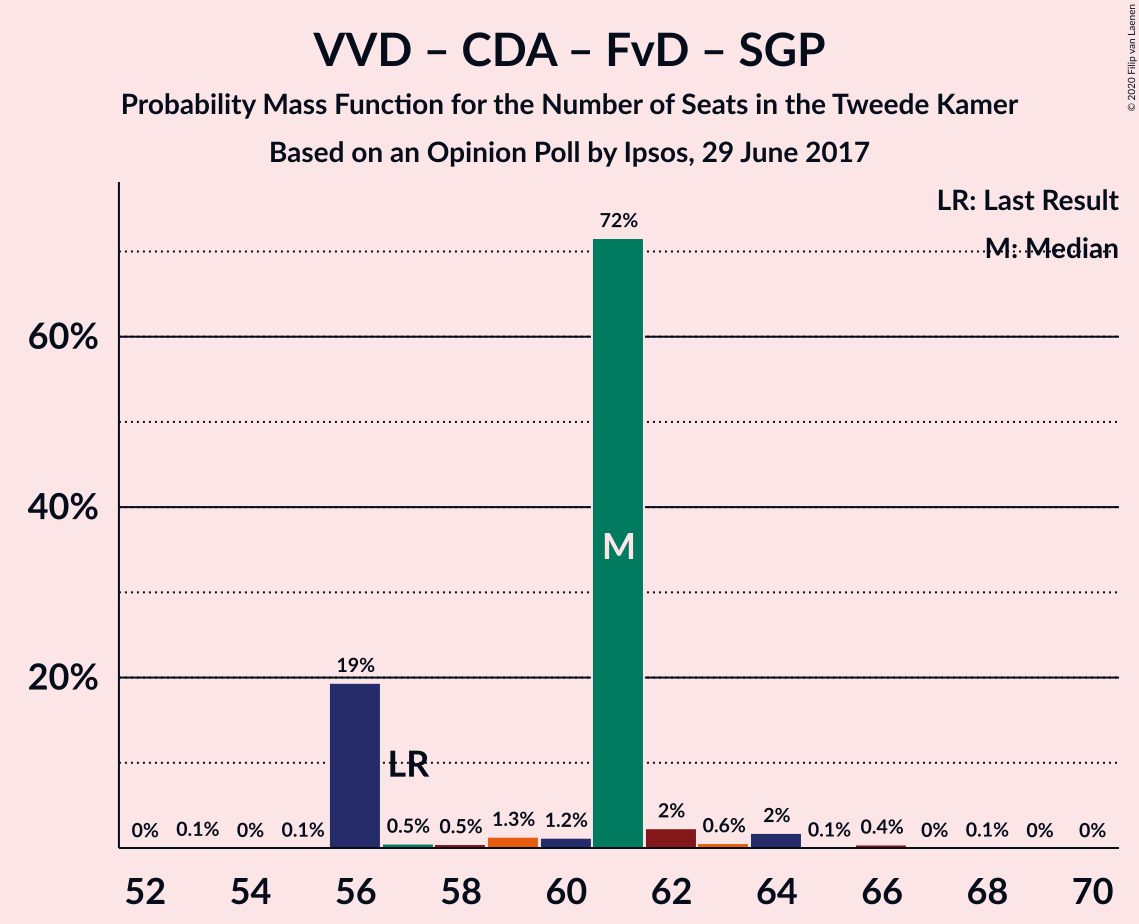 VVD – CDA – FvD – SGP
Probability Mass Function for the Number of Seats in the Tweede Kamer
Based on an Opinion Poll by Ipsos, 29 June 2017
© 2020 Filip van Laenen
LR: Last Result
M: Median
72%
60%
40%
M
20%
19%
LR
0% 0.1% 0% 0.1% 0.5% 0.5% 1.3% 1.2% 2% 0.6% 2% 0.1% 0.4% 0% 0.1% 0% 0%
52 54 56 58 60 62 64 66 68 70